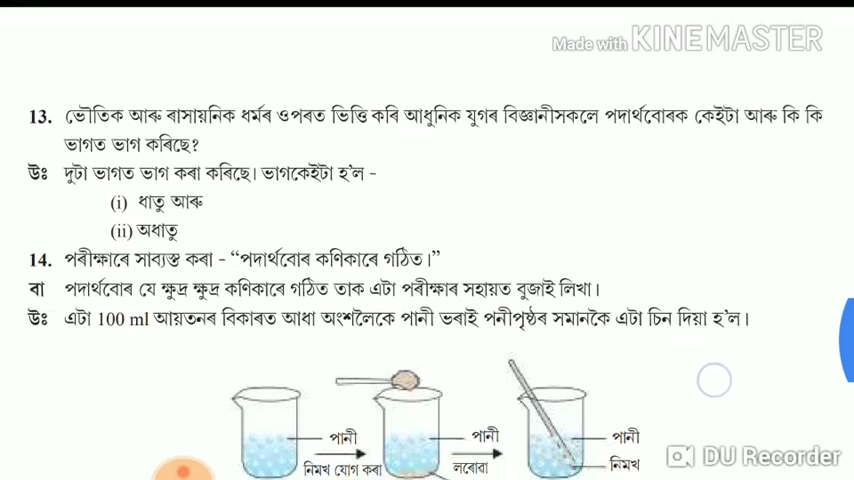 Made with KINEMASTER
13. ভৌতিক আৰু ৰাসায়নিক ধৰ্মৰ ওপৰত ভিত্তি কৰি আধুনিক যুগৰ বিজ্ঞানীসকলে পদাৰ্থবোৰক কেইটা আৰু কি কি
ভাগত ভাগ কৰিছে?
উঃ দুটা ভাগত ভাগ কৰা কৰিছে। ভাগকেইটা হ'ল -
(i) ধাতু আৰু
(ii) অধাতু
14. পৰীক্ষাৰে সাব্যস্ত কৰা - “পদাৰ্থবোৰ কণিকাৰে গঠিত।”
বা পদাৰ্থবোৰ যে ক্ষুদ্ৰ ক্ষুদ্ৰ কণিকাৰে গঠিত তাক এটা পৰীক্ষাৰ সহায়ত বুজাই লিখা।
উঃ এটা 100 ml আয়তনৰ বিকাৰত আধা অংশলৈকে পানী ভৰাই পনীপৃষ্ঠৰ সমানকৈ এটা চিন দিয়া হ'ল।
পানী পানী পানী
নিমখ যোগ কৰা লৰোৱা নিমখ
DU Recorder